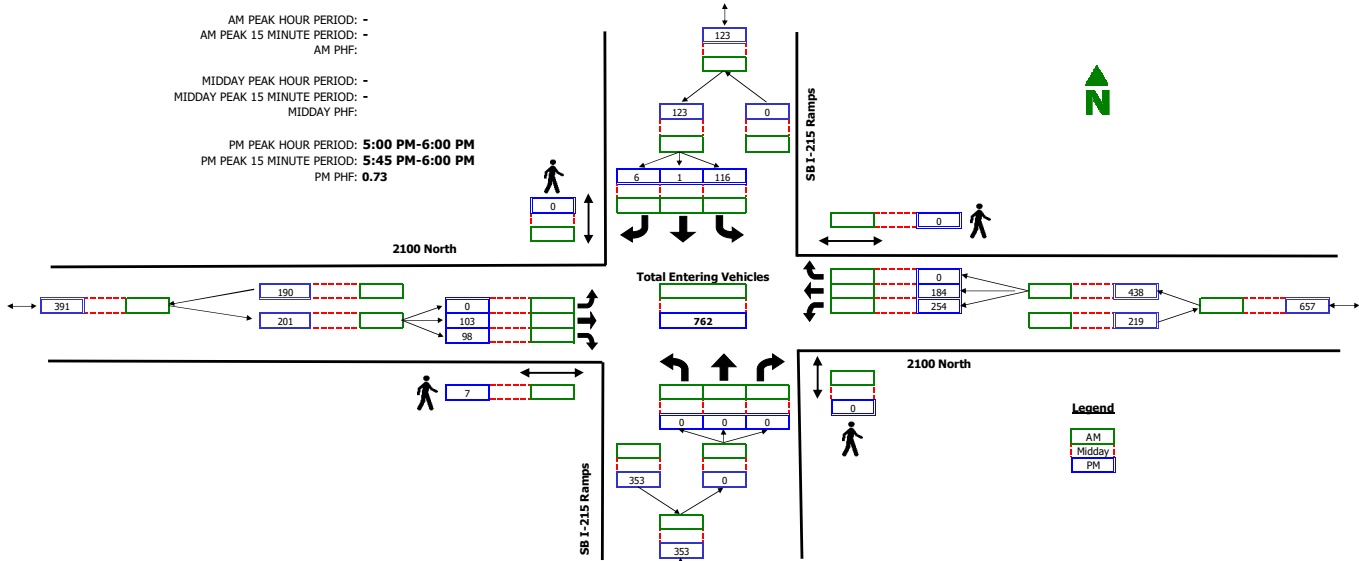 AM PEAK HOUR PERIOD: -
AM PEAK 15 MINUTE PERIOD: -
AM PHF:
MIDDAY PEAK HOUR PERIOD: -
MIDDAY PEAK 15 MINUTE PERIOD: -
MIDDAY PHF:
PM PEAK HOUR PERIOD: 5:00 PM-6:00 PM
PM PEAK 15 MINUTE PERIOD: 5:45 PM-6:00 PM
PM PHF: 0.73
123
N
123
0
SB I-215 Ramps
6 1 116
0
0
2100 North
Total Entering Vehicles
762
391
190
201
0
103
98
0
184
254
438
219
657
2100 North
7
0
0 0 0
353
0
353
SB I-215 Ramps
Legend
AM
Midday
PM